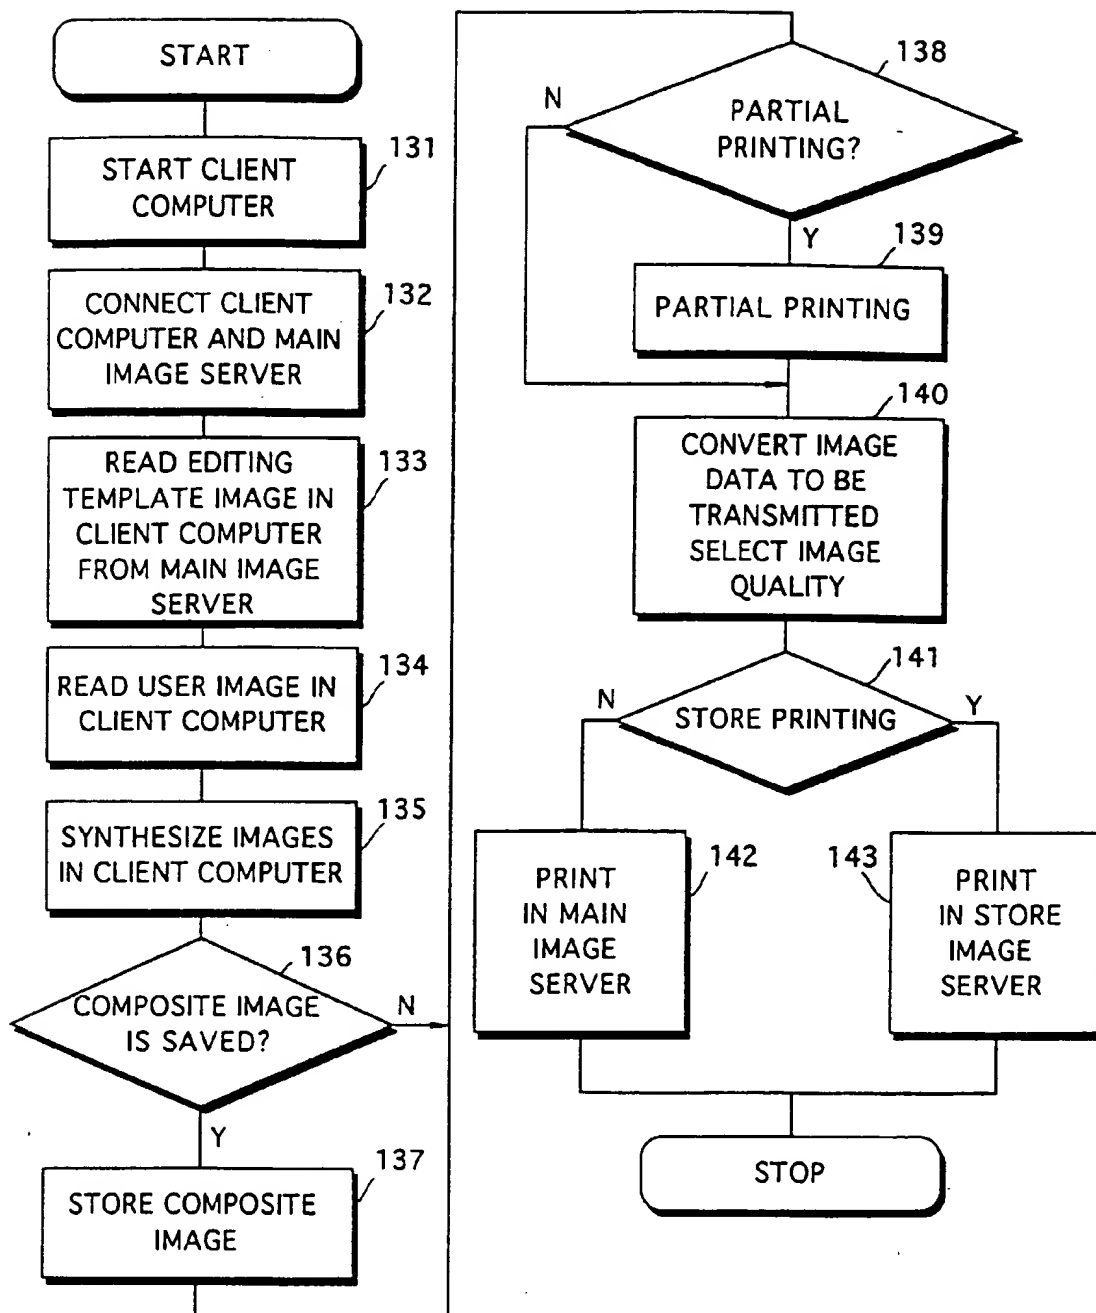 START
131
START CLIENT
COMPUTER
132
CONNECT CLIENT
COMPUTER AND MAIN
IMAGE SERVER
133
READ EDITING
TEMPLATE IMAGE IN
CLIENT COMPUTER
FROM MAIN IMAGE
SERVER
134
READ USER IMAGE IN
CLIENT COMPUTER
135
SYNTHESIZE IMAGES
IN CLIENT COMPUTER
136
COMPOSITE IMAGE
IS SAVED?
N
Y
137
STORE COMPOSITE
IMAGE
138
N
PARTIAL
PRINTING?
Y
139
PARTIAL PRINTING
140
CONVERT IMAGE
DATA TO BE
TRANSMITTED
SELECT IMAGE
QUALITY
141
N
STORE PRINTING
Y
142
PRINT
IN MAIN
IMAGE
SERVER
143
PRINT
IN STORE
IMAGE
SERVER
STOP